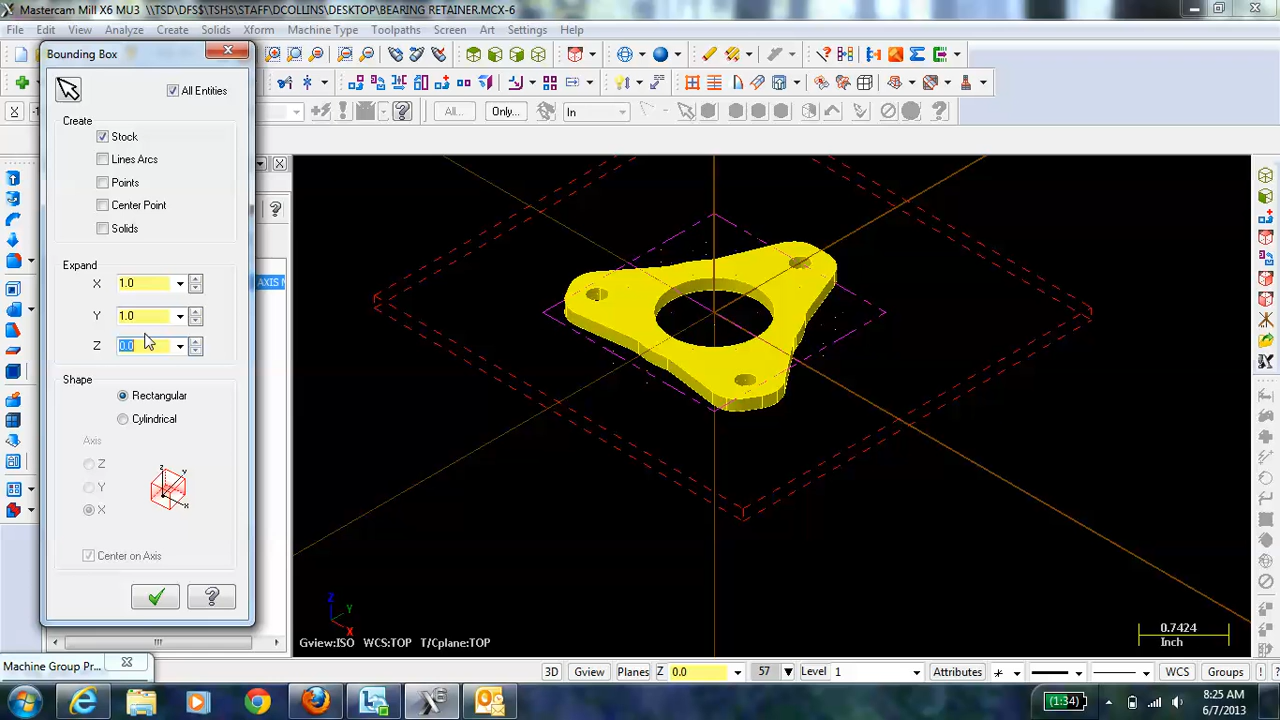 Mastercam Mill X6 MU3 \\TSD\DFS$\TSHS\STAFF\DCOLLINS\DESKTOP\BEARING RETAINER.MCX-6
File Edit View Analyze Create Solids Xform Machine Type Toolpaths Screen Art Settings Help
Bounding Box
All Entities
All... Only... In
Create
Stock
Lines Arcs
Points
Center Point
Solids
Expand
X 1.0
AXIS M
Y 1.0
Z 0.0
Shape
Rectangular
Cylindrical
Axis
Z
Y
X
z
y
x
Center on Axis
Z
Y
X
Gview:ISO WCS:TOP T/Cplane:TOP
0.7424
Inch
Machine Group Pr...
3D Gview Planes Z 0.0 57 Level 1 Attributes WCS Groups ?
(1:34)
8:25 AM
6/7/2013